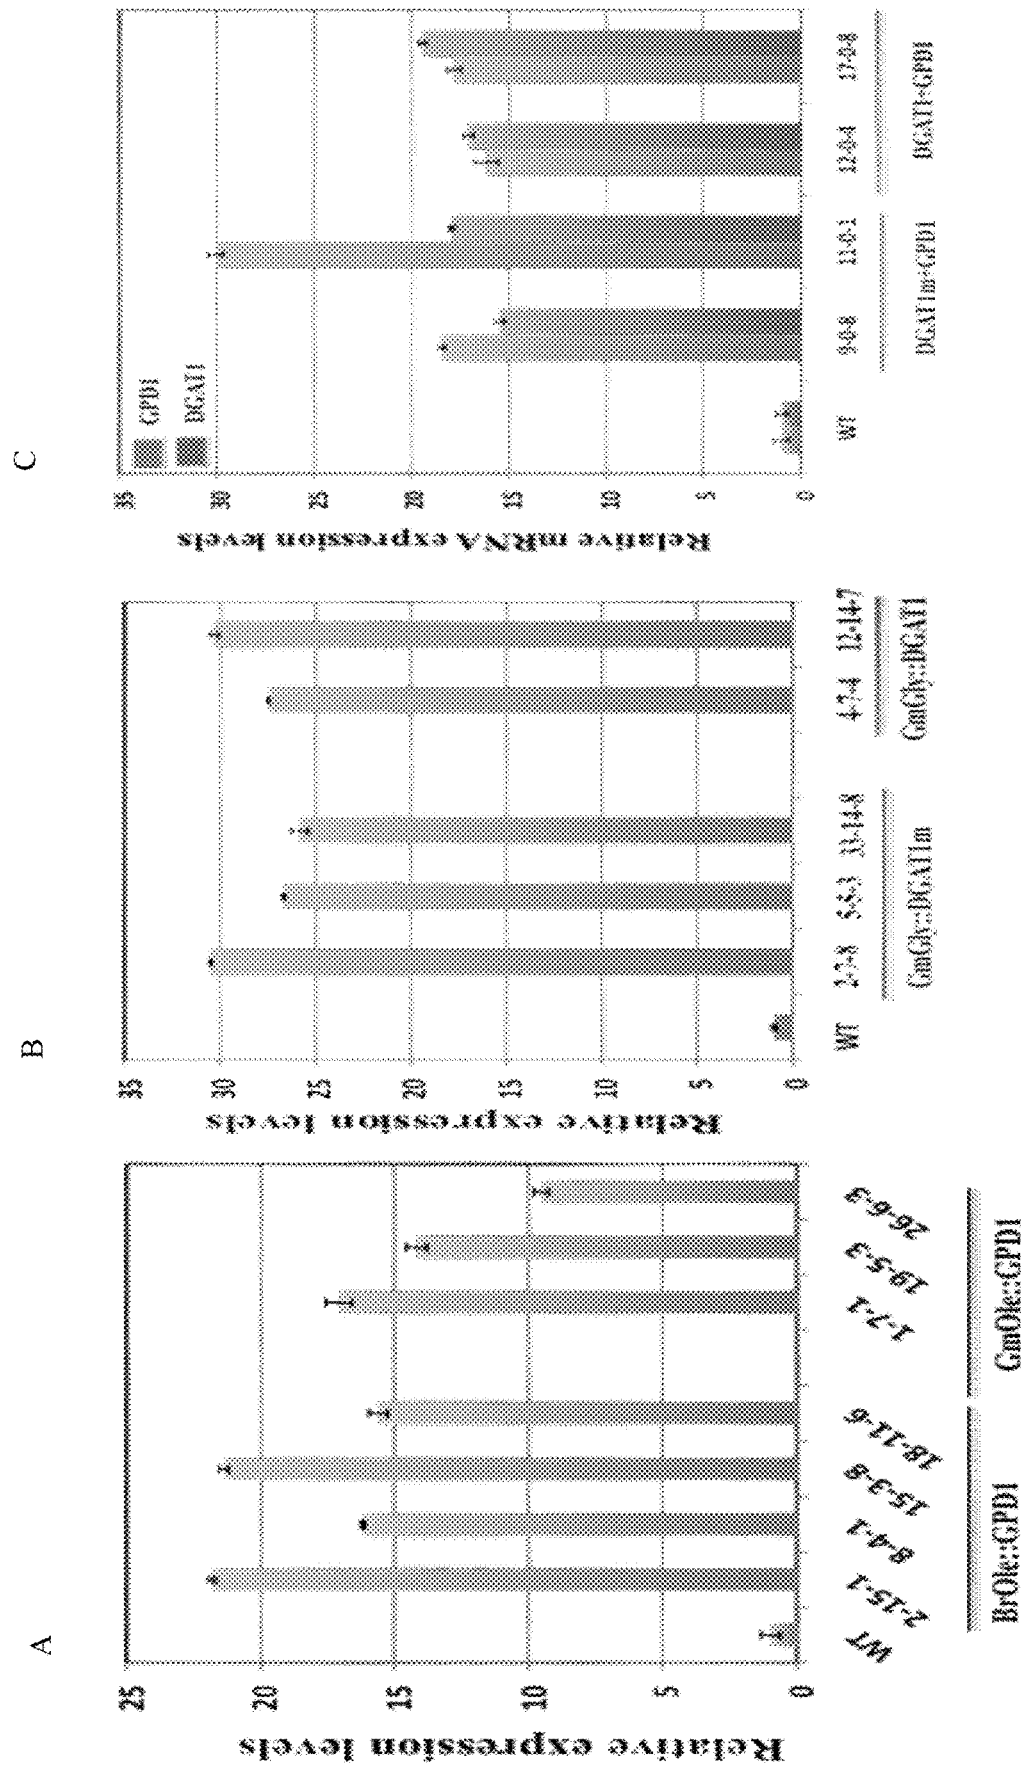 A
Relative expression levels
25
20
15
10
5
0
WT 2-15-1 8-4-1 15-3-8 18-11-6 1-7-1 19-5-3 26-6-3
BrOle::GPD1 GmOle::GPD1
B
Relative expression levels
35
30
25
20
15
10
5
0
WT 2-7-8 5-5-3 33-14-8 4-7-4 12-14-7
GmGly::DGAT1m GmGly::DGAT1
C
Relative mRNA expression levels
35
30
25
20
15
10
5
0
GPD1
DGAT1
WT 9-0-8 11-0-1 12-0-4 17-0-8
DGAT1m+GPD1 DGAT1+GPD1